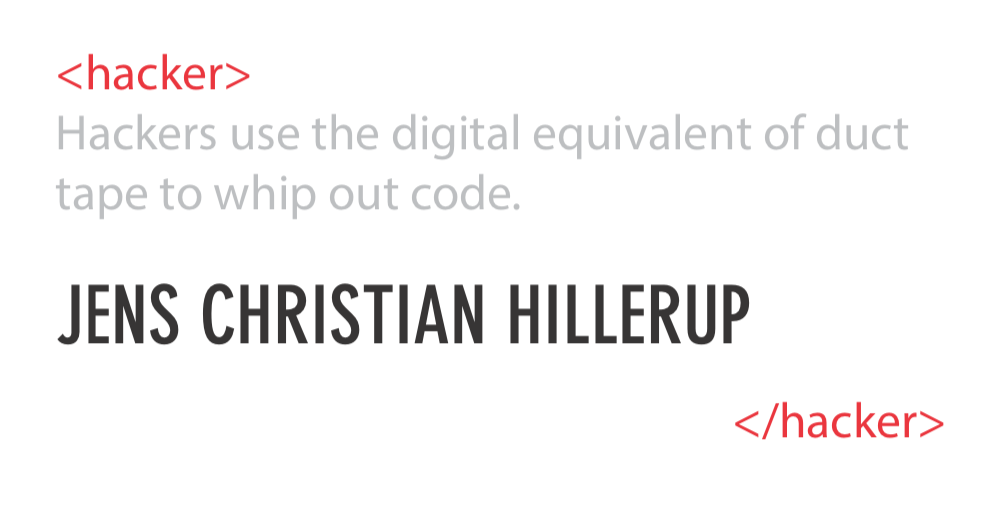 <hacker>
Hackers use the digital equivalent of duct
tape to whip out code.
JENS CHRISTIAN HILLERUP
</hacker>